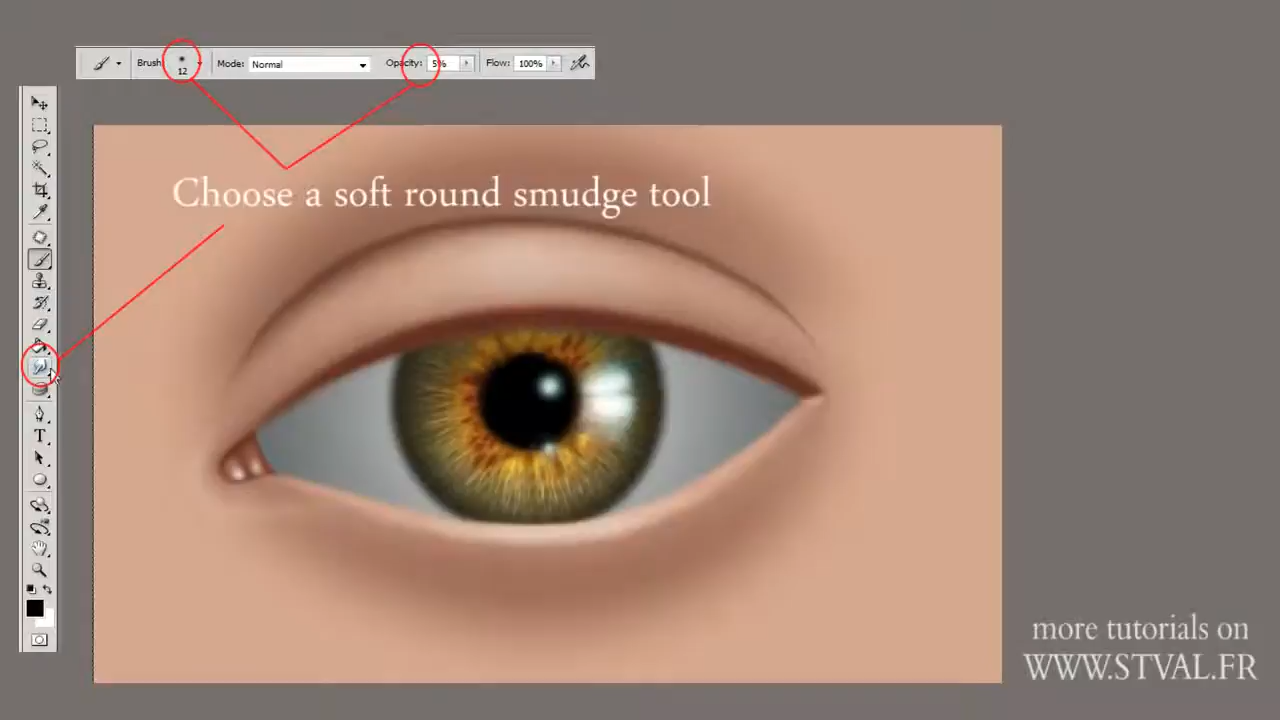 Brush: 12 Mode: Normal Opacity: 5% Flow: 100%
Choose a soft round smudge tool
T
more tutorials on
WWW.STVAL.FR